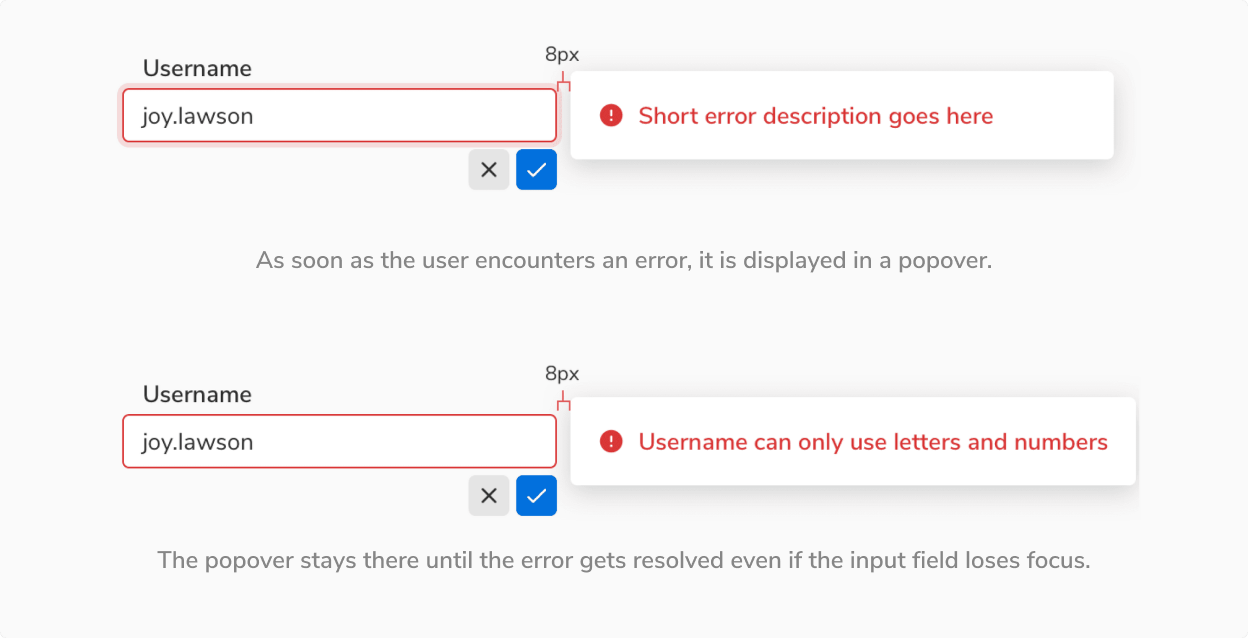 8px
Username
joy.lawson
Short error description goes here
As soon as the user encounters an error, it is displayed in a popover.
8px
Username
joy.lawson
Username can only use letters and numbers
The popover stays there until the error gets resolved even if the input field loses focus.